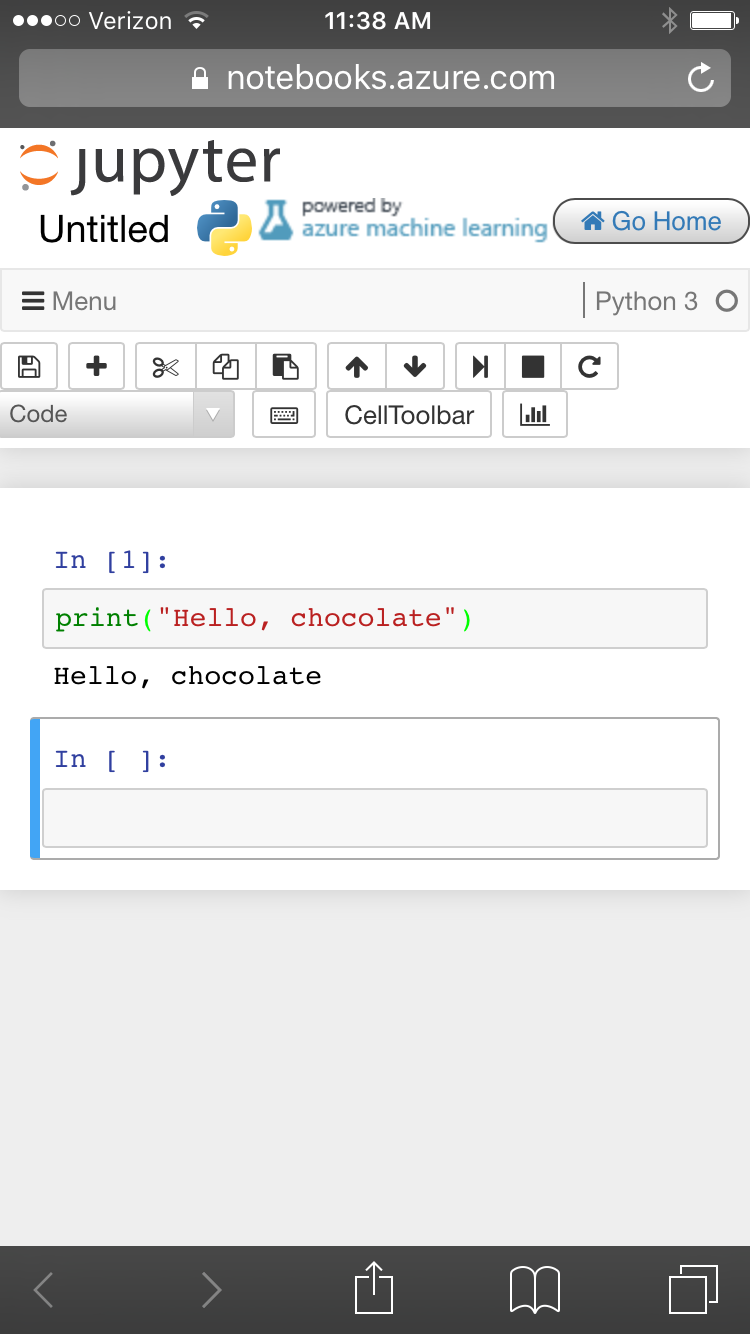 Verizon 11:38 AM
notebooks.azure.com
jupyter
Untitled powered by
azure machine learning Go Home
Menu Python 3
Code CellToolbar
In [1]:
print("Hello, chocolate")
Hello, chocolate
In [ ]: